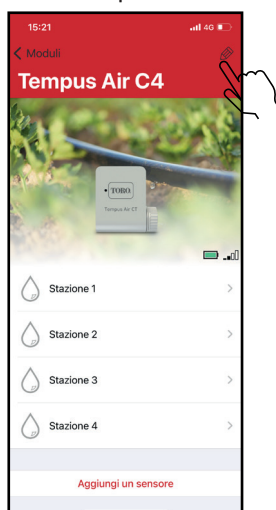 15:21
4G
Moduli
Tempus Air C4
TORO
Tempus Air CT
Stazione 1
Stazione 2
Stazione 3
Stazione 4
Aggiungi un sensore